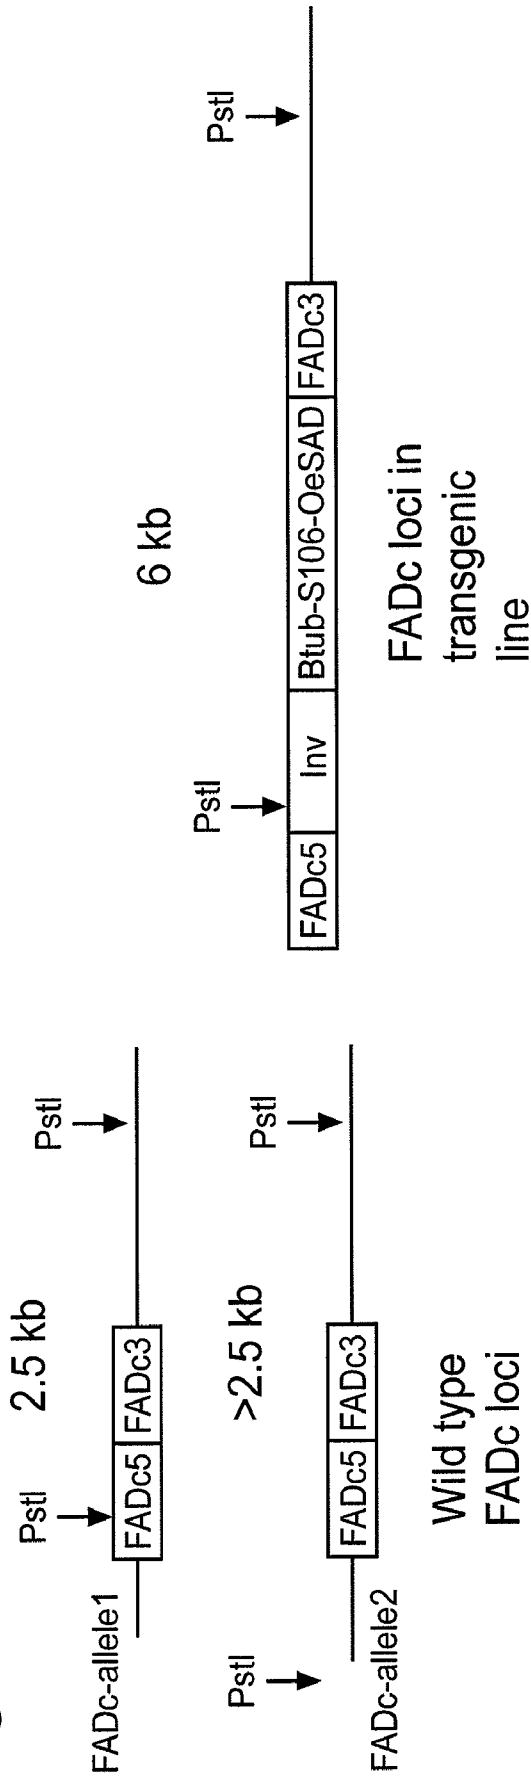 PstI
2.5 kb
PstI
FADc-allele1
FADc5
FADc3
PstI
>2.5 kb
PstI
FADc-allele2
FADc5
FADc3
Wild type
FADc loci
6 kb
PstI
PstI
FADc5
Inv
Btub-S106-OeSAD
FADc3
FADc loci in
transgenic
line